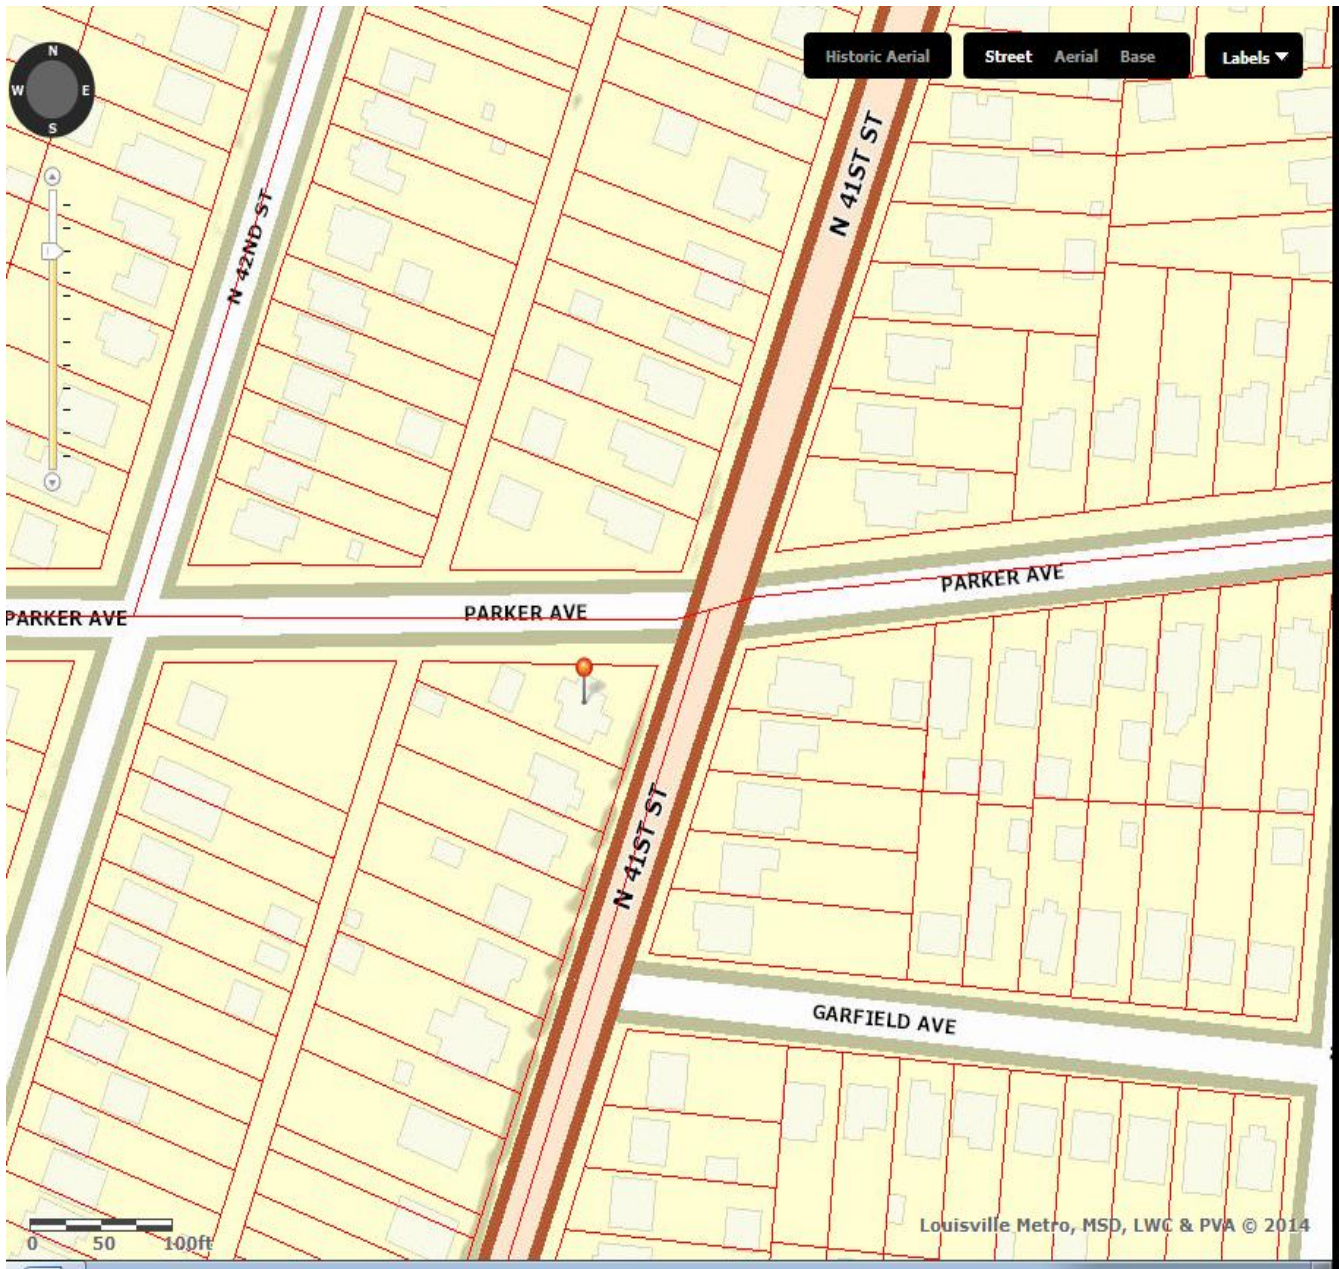 N
W E
S
Historic Aerial
Street Aerial Base
Labels
N 41ST ST
N 42ND ST
PARKER AVE
PARKER AVE
PARKER AVE
N 41ST ST
GARFIELD AVE
Louisville Metro, MSD, LWC & PVA © 2014
0 50 100ft